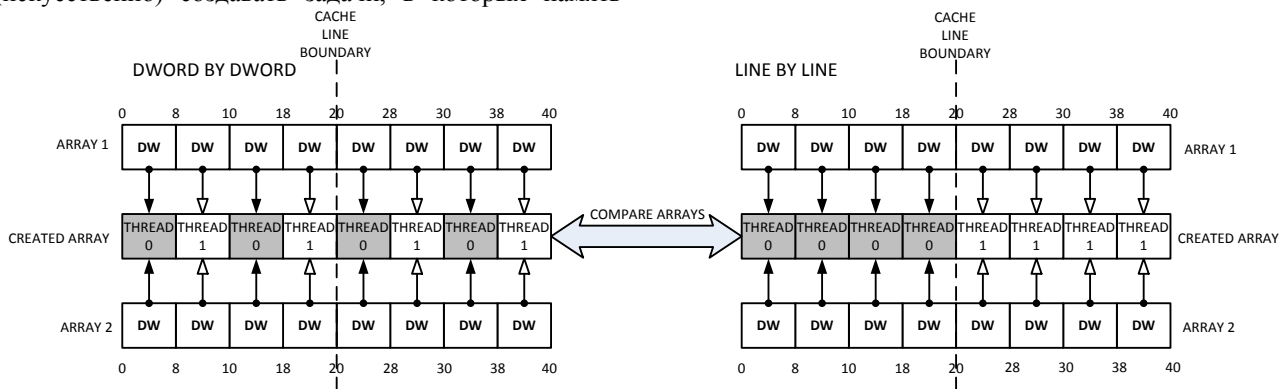 искусственно) создавать задачи, в которых память
CACHE
LINE
BOUNDARY
CACHE
LINE
BOUNDARY
DWORD BY DWORD
LINE BY LINE
0 8 10 18 20 28 30 38 40
0 8 10 18 20 28 30 38 40
ARRAY 1 DW DW DW DW DW DW DW DW
DW DW DW DW DW DW DW DW ARRAY 1
CREATED ARRAY THREAD 0 THREAD 1 THREAD 0 THREAD 1 THREAD 0 THREAD 1 THREAD 0 THREAD 1
COMPARE ARRAYS
THREAD 0 THREAD 0 THREAD 0 THREAD 0 THREAD 1 THREAD 1 THREAD 1 THREAD 1 CREATED ARRAY
ARRAY 2 DW DW DW DW DW DW DW DW
DW DW DW DW DW DW DW DW ARRAY 2
0 8 10 18 20 28 30 38 40
0 8 10 18 20 28 30 38 40